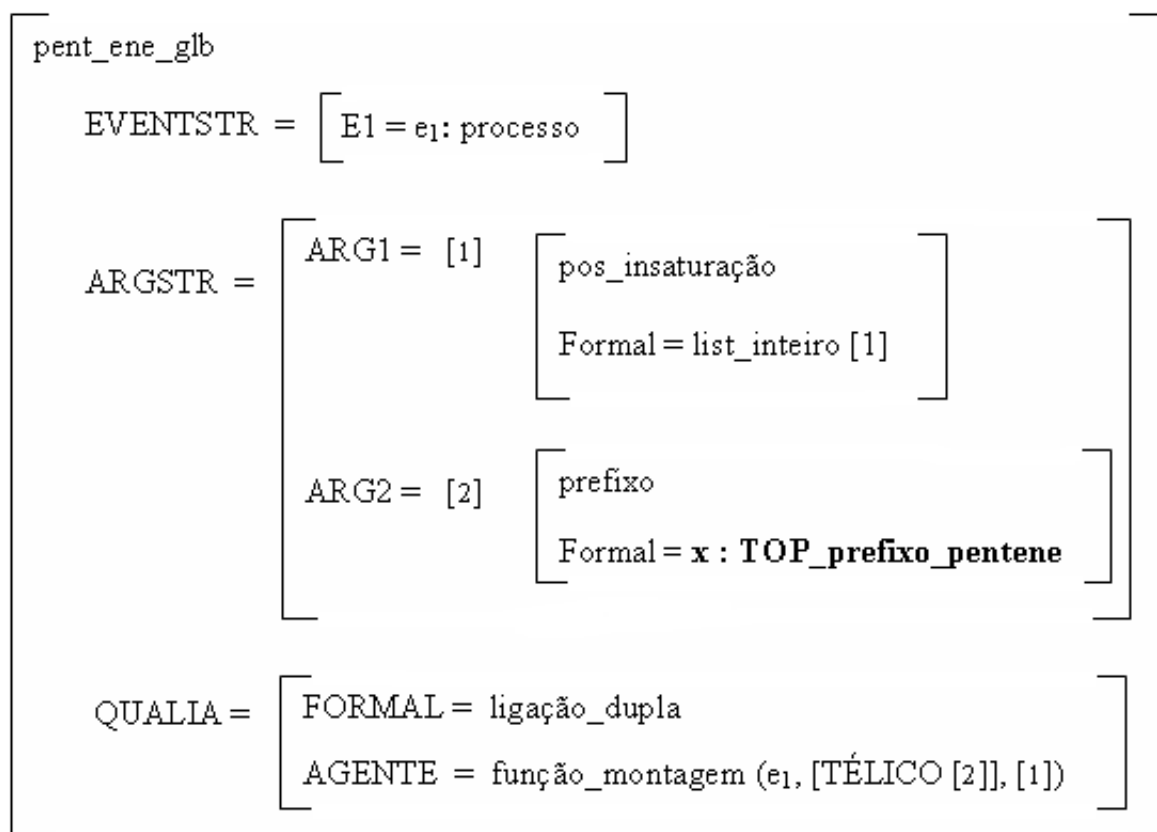 pent_ene_glb
EVENTSTR = E1 = e₁: processo
ARGSTR =
ARG1 = [1]
pos_insaturação
Formal = list_inteiro [1]
ARG2 = [2]
prefixo
Formal = x : TOP_prefixo_pentene
QUALIA =
FORMAL = ligação_dupla
AGENTE = função_montagem (e₁, [TÉLICO [2]], [1])